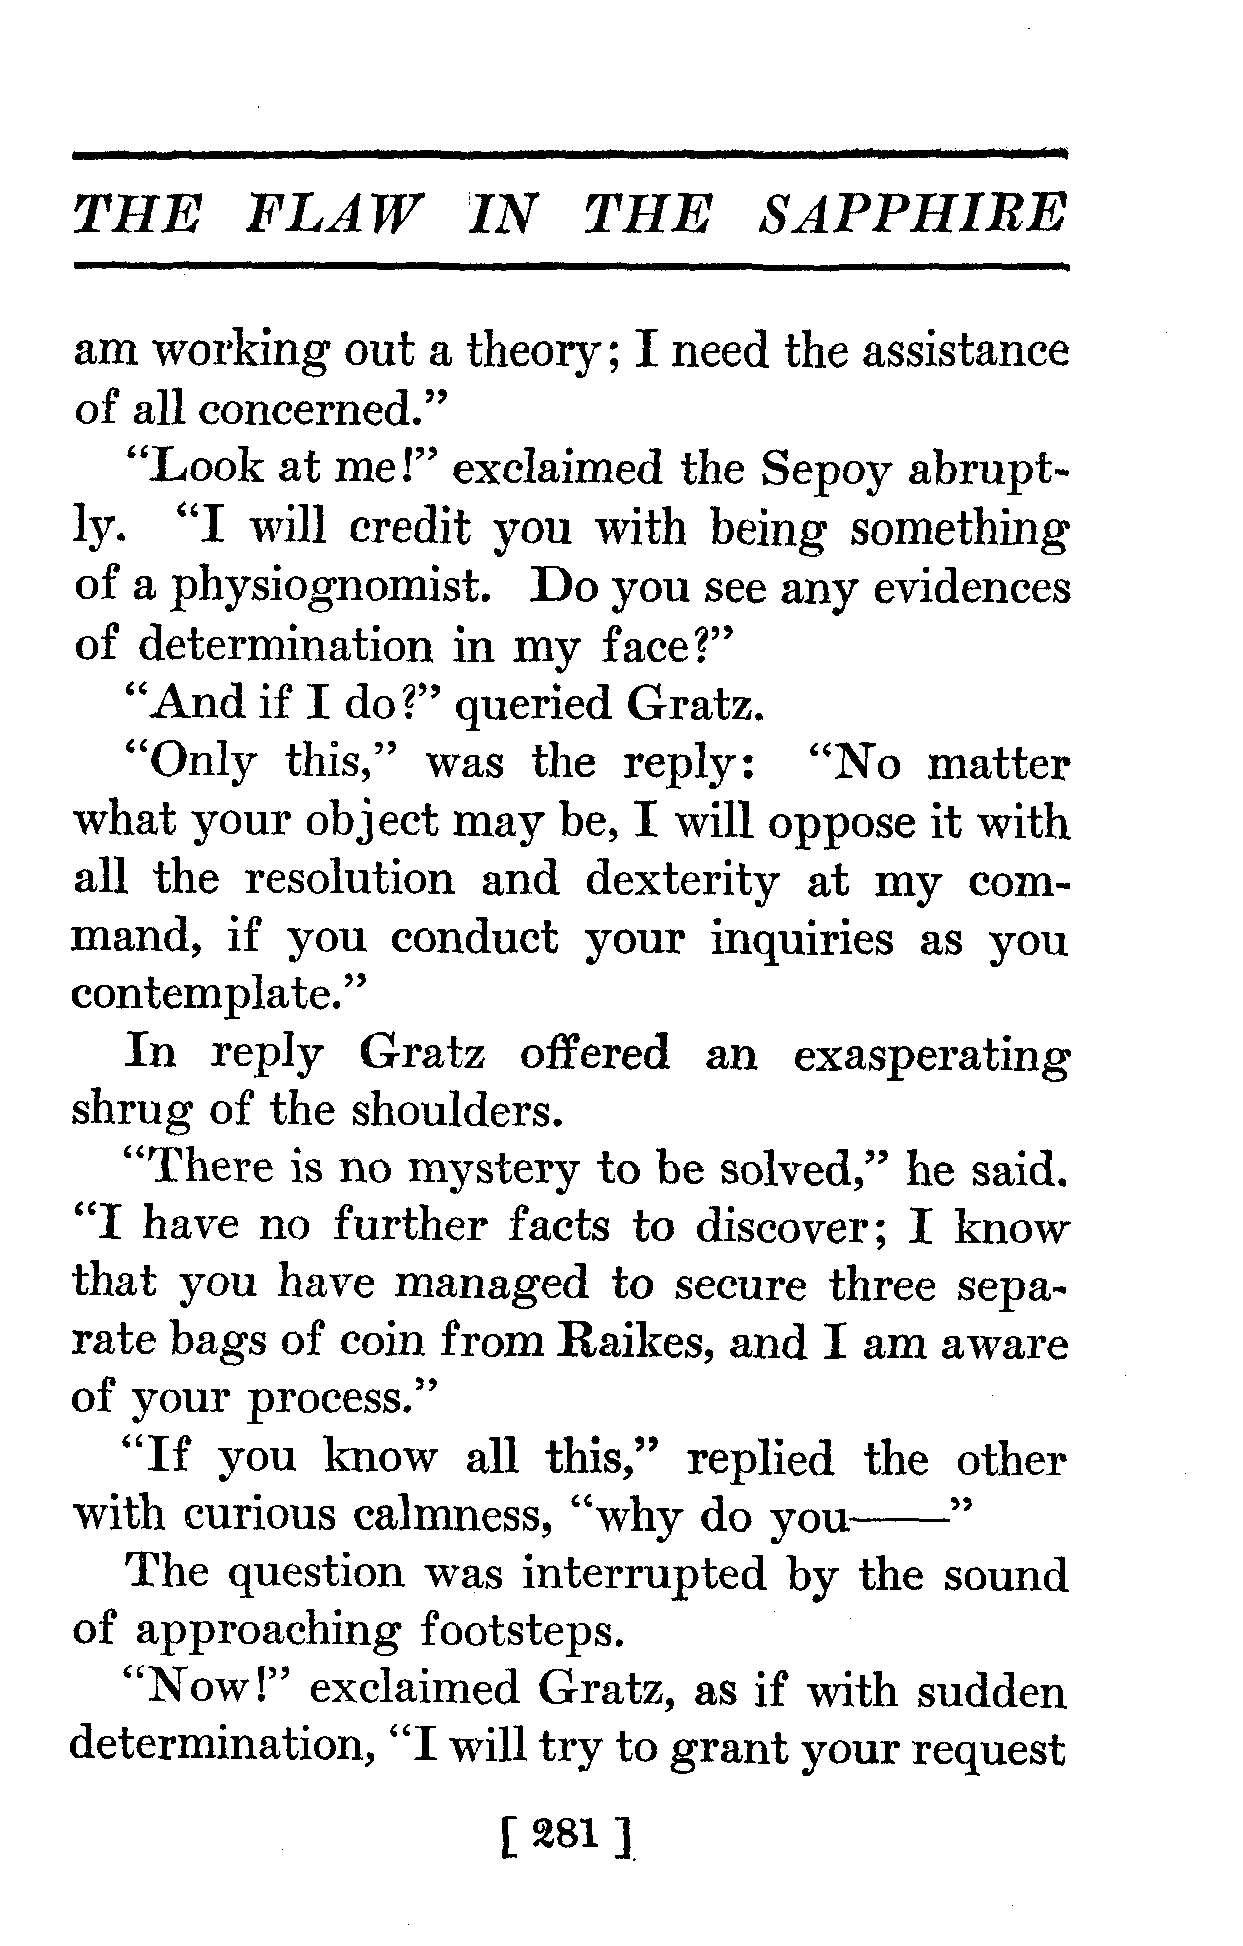 THE FLAW IN THE SAPPHIRE
am working out a theory; I need the assistance
of all concerned."
"Look at me!" exclaimed the Sepoy abrupt-
ly. "I will credit you with being something
of a physiognomist. Do you see any evidences
of determination in my face?"
"And if I do?" queried Gratz.
"Only this," was the reply: "No matter
what your object may be, I will oppose it with
all the resolution and dexterity at my com-
mand, if you conduct your inquiries as you
contemplate."
In reply Gratz offered an exasperating
shrug of the shoulders.
"There is no mystery to be solved," he said.
"I have no further facts to discover; I know
that you have managed to secure three sepa-
rate bags of coin from Raikes, and I am aware
of your process."
"If you know all this," replied the other
with curious calmness, "why do you——"
The question was interrupted by the sound
of approaching footsteps.
"Now!" exclaimed Gratz, as if with sudden
determination, "I will try to grant your request
[ 281 ]